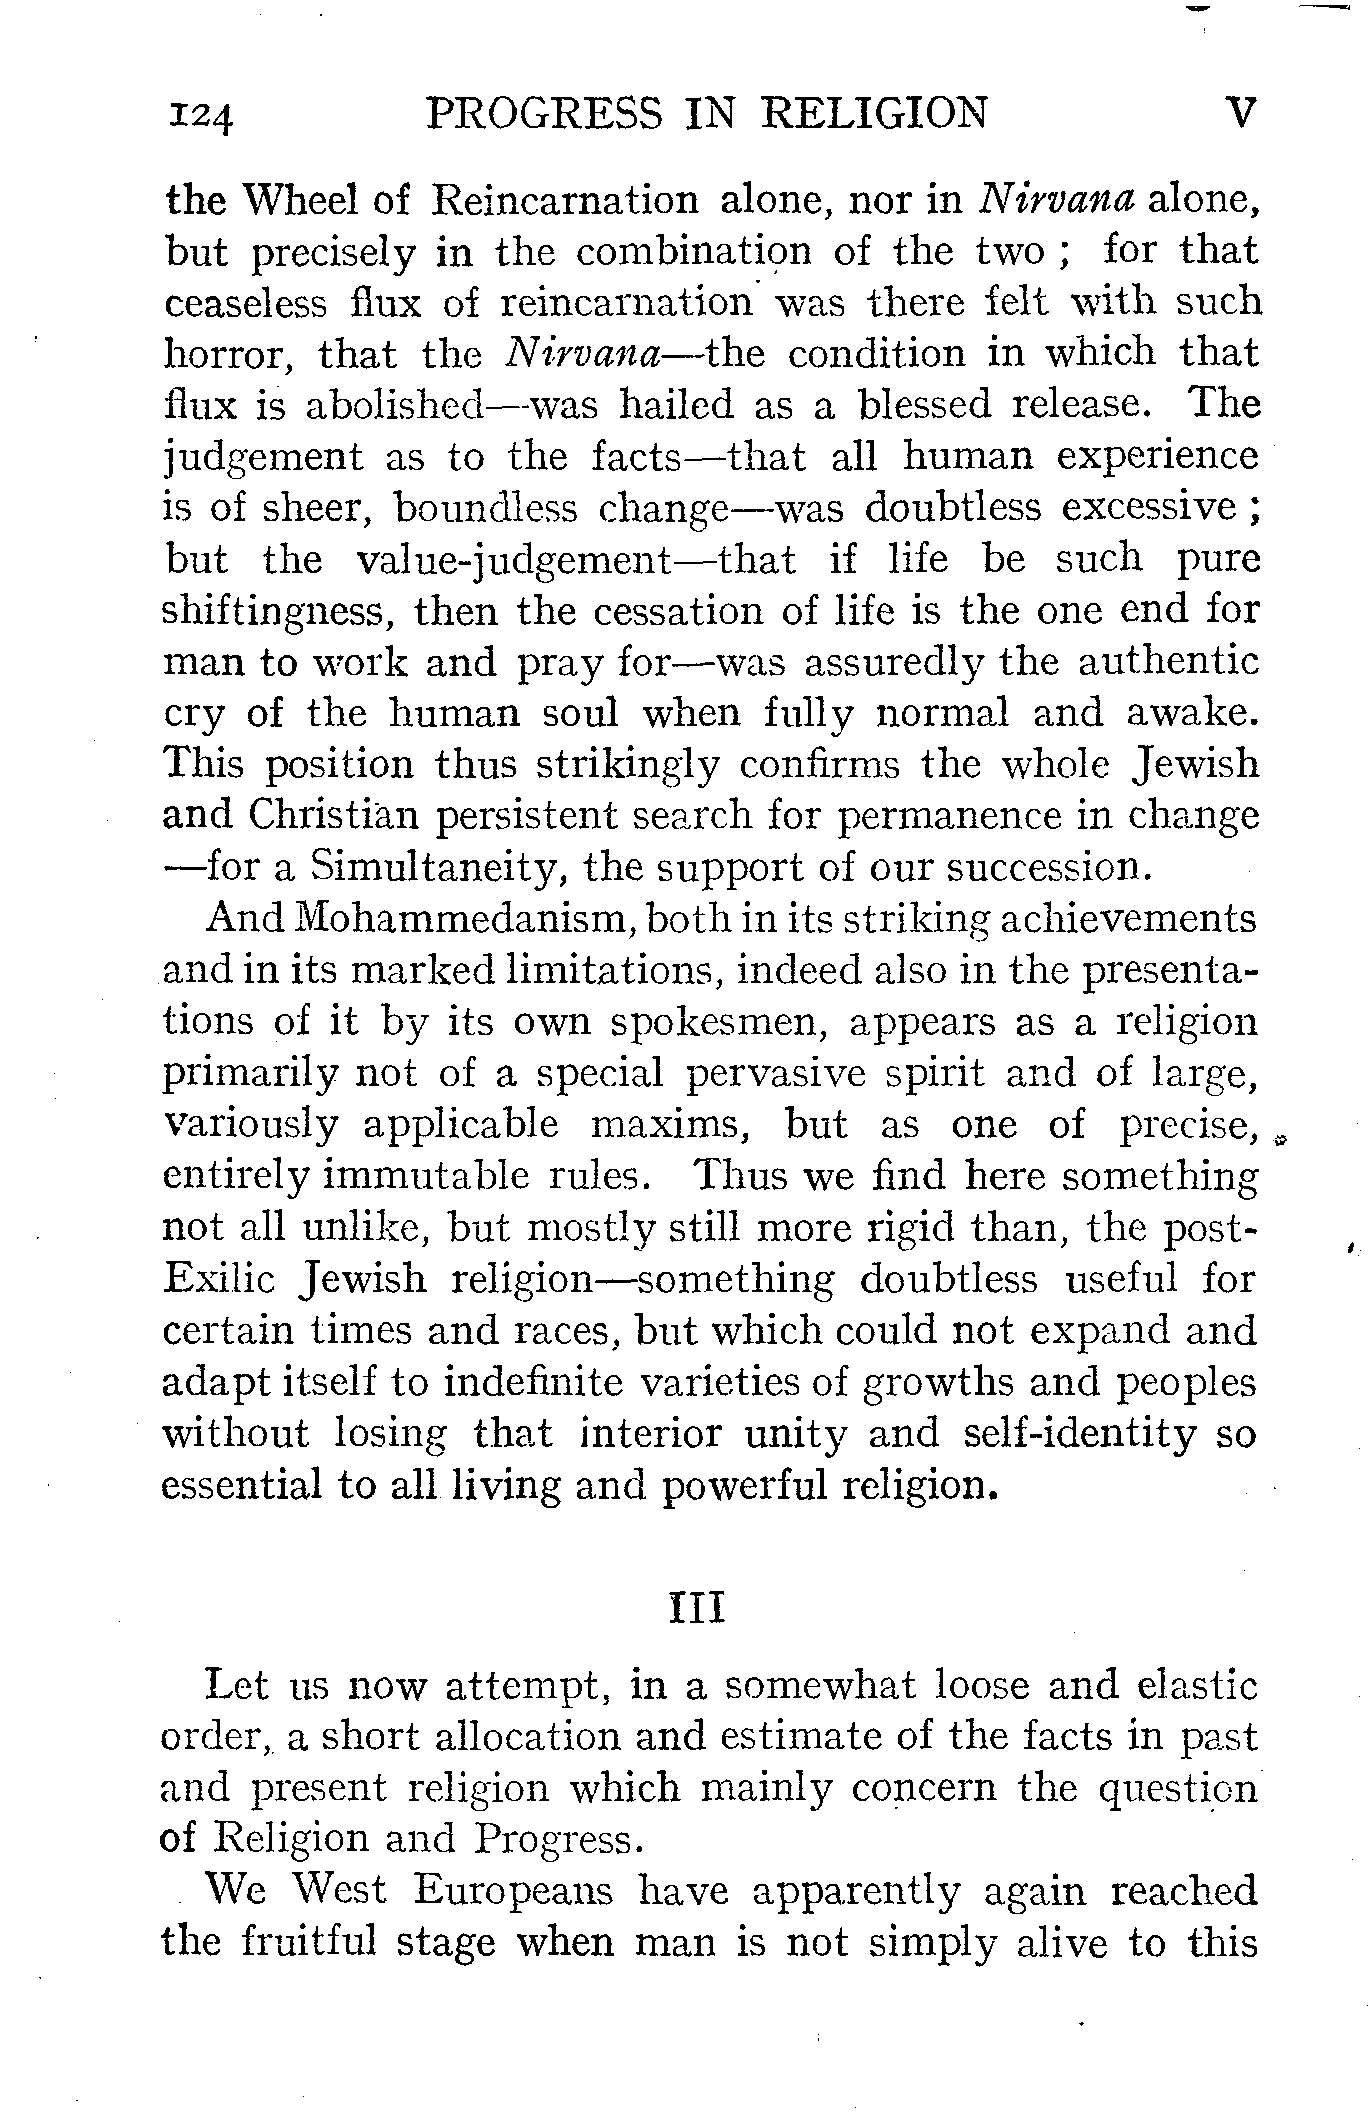 124 PROGRESS IN RELIGION V
the Wheel of Reincarnation alone, nor in Nirvana alone,
but precisely in the combination of the two ; for that
ceaseless flux of reincarnation was there felt with such
horror, that the Nirvana—the condition in which that
flux is abolished—was hailed as a blessed release. The
judgement as to the facts—that all human experience
is of sheer, boundless change—was doubtless excessive ;
but the value-judgement—that if life be such pure
shiftingness, then the cessation of life is the one end for
man to work and pray for—was assuredly the authentic
cry of the human soul when fully normal and awake.
This position thus strikingly confirms the whole Jewish
and Christian persistent search for permanence in change
—for a Simultaneity, the support of our succession.
And Mohammedanism, both in its striking achievements
and in its marked limitations, indeed also in the presenta-
tions of it by its own spokesmen, appears as a religion
primarily not of a special pervasive spirit and of large,
variously applicable maxims, but as one of precise,
entirely immutable rules. Thus we find here something
not all unlike, but mostly still more rigid than, the post-
Exilic Jewish religion—something doubtless useful for
certain times and races, but which could not expand and
adapt itself to indefinite varieties of growths and peoples
without losing that interior unity and self-identity so
essential to all living and powerful religion.
III
Let us now attempt, in a somewhat loose and elastic
order, a short allocation and estimate of the facts in past
and present religion which mainly concern the question
of Religion and Progress.
We West Europeans have apparently again reached
the fruitful stage when man is not simply alive to this